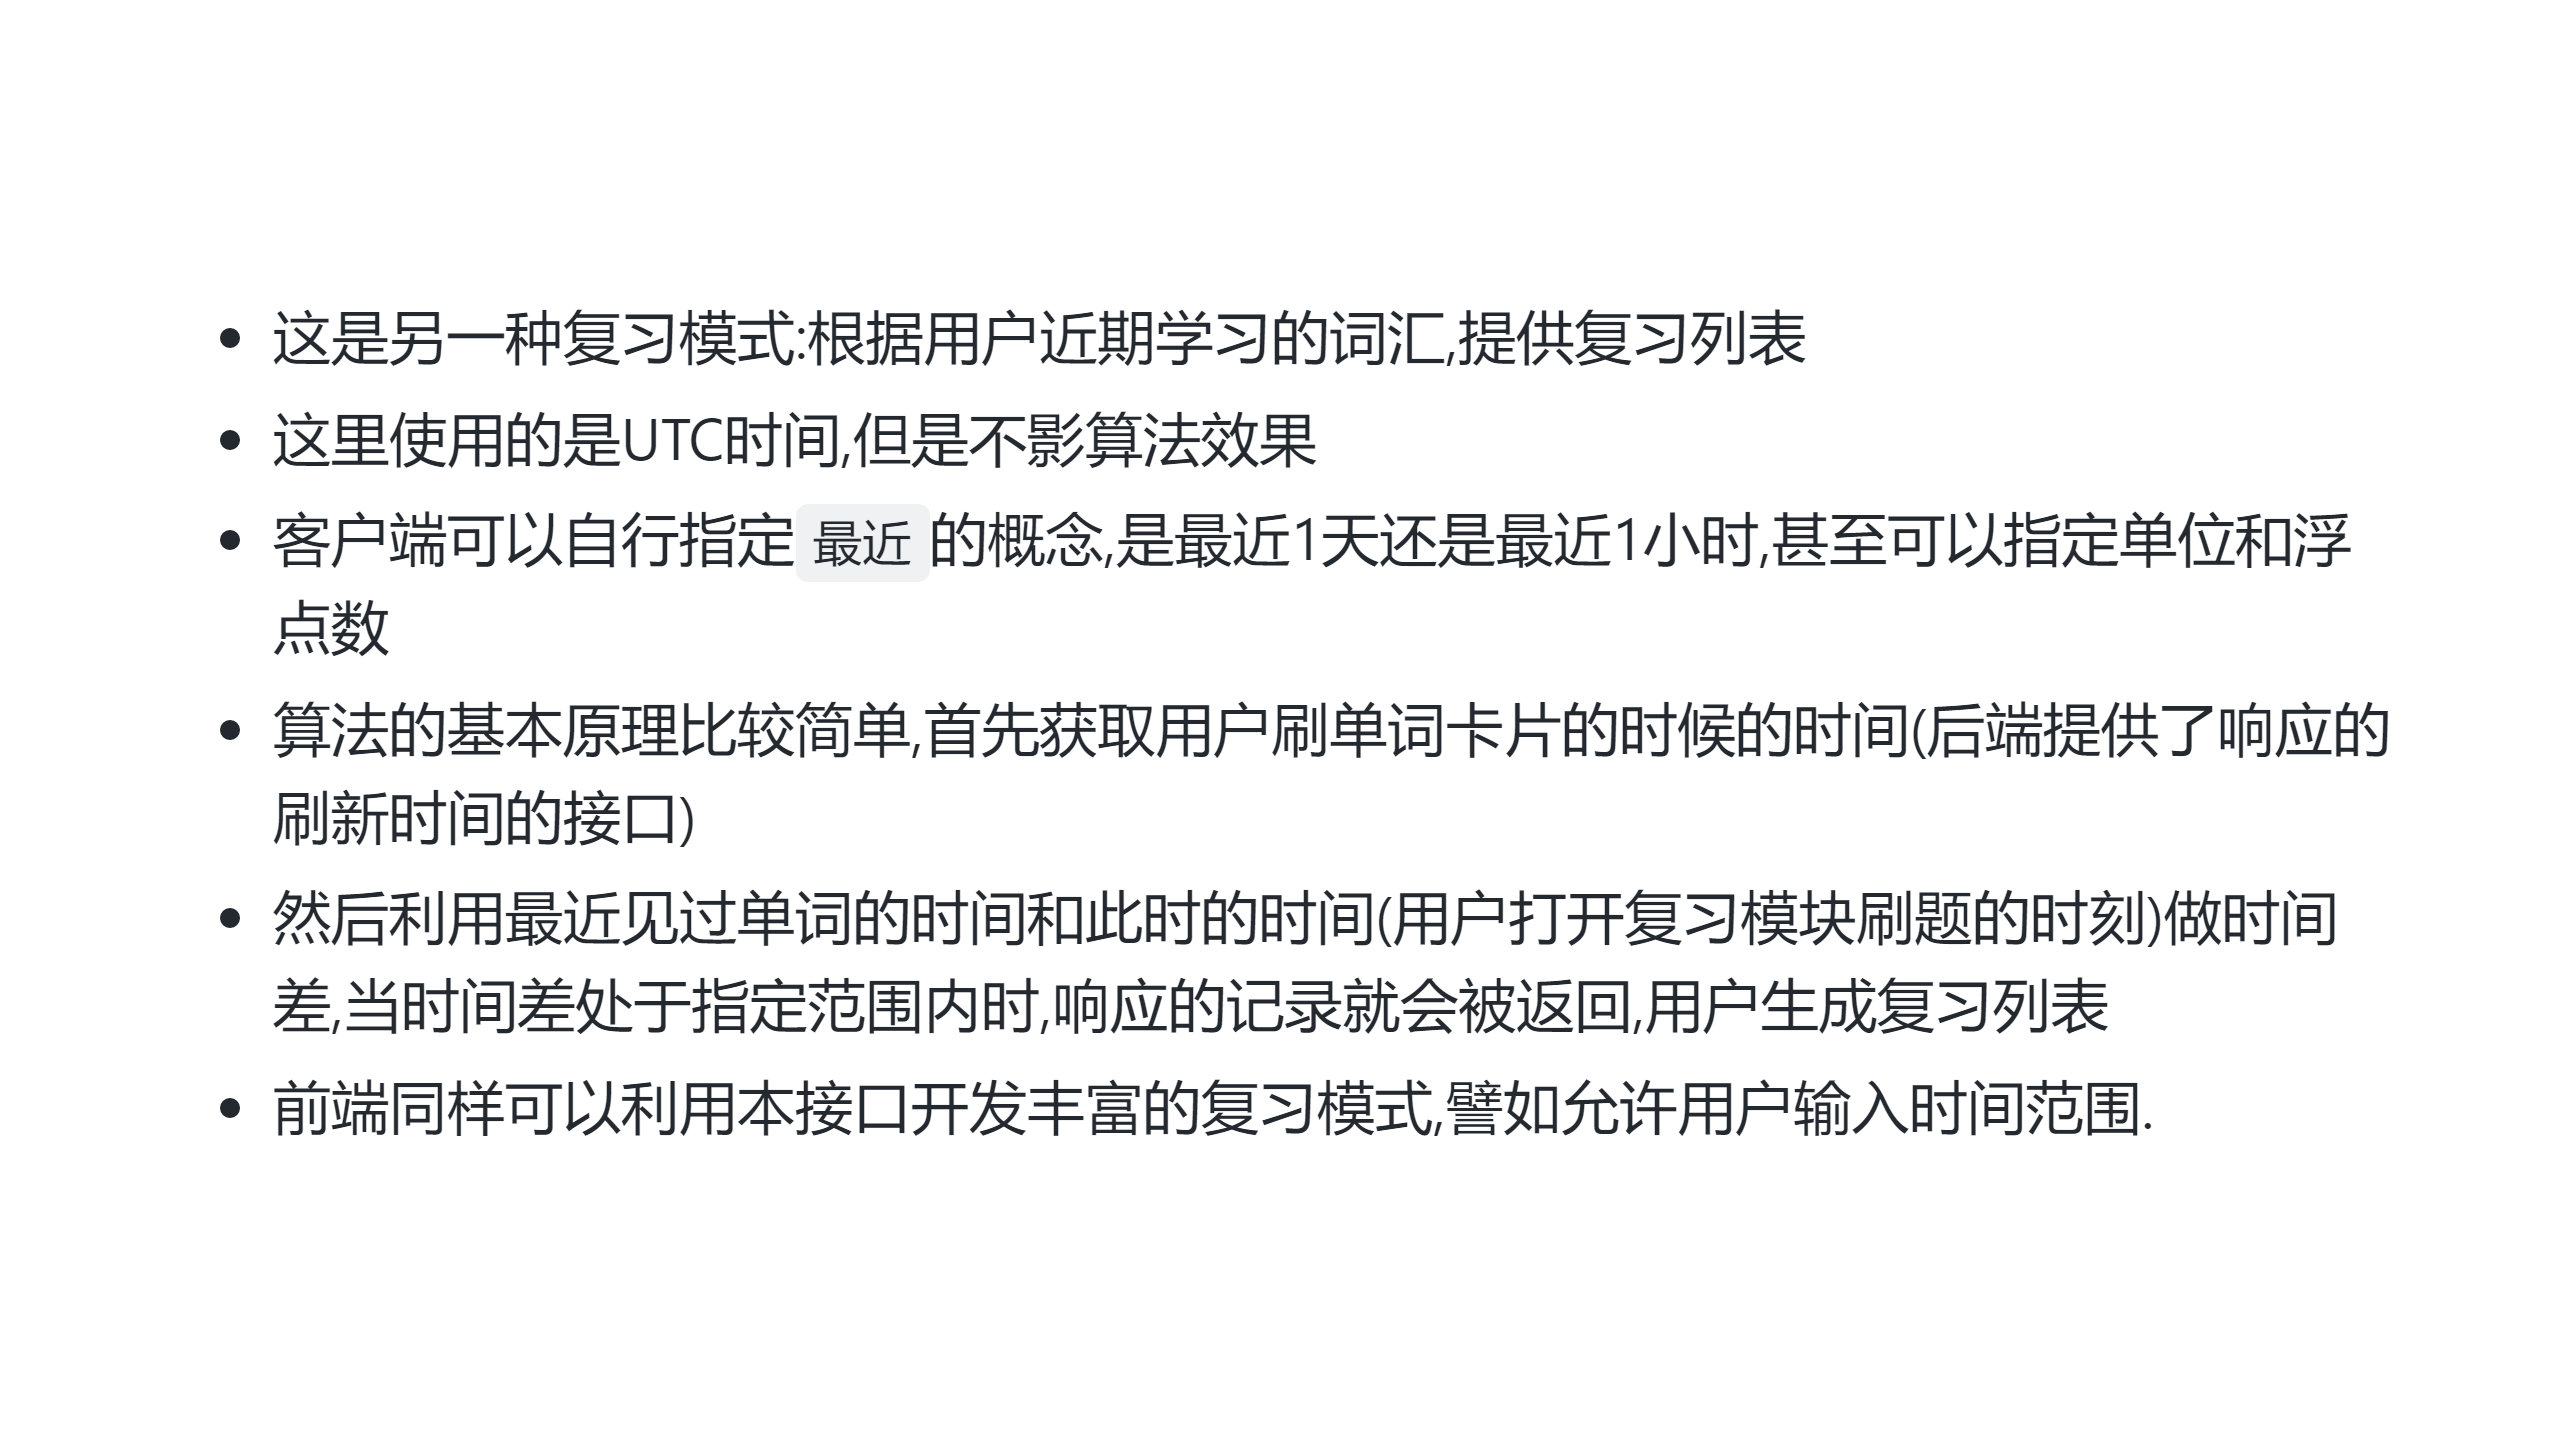 这是另一种复习模式:根据用户近期学习的词汇,提供复习列表
这里使用的是UTC时间,但是不影算法效果
客户端可以自行指定最近的概念,是最近1天还是最近1小时,甚至可以指定单位和浮
点数
算法的基本原理比较简单,首先获取用户刷单词卡片的时候的时间(后端提供了响应的
刷新时间的接口)
然后利用最近见过单词的时间和此时的时间(用户打开复习模块刷题的时刻)做时间
差,当时间差处于指定范围内时,响应的记录就会被返回,用户生成复习列表
前端同样可以利用本接口开发丰富的复习模式,譬如允许用户输入时间范围.